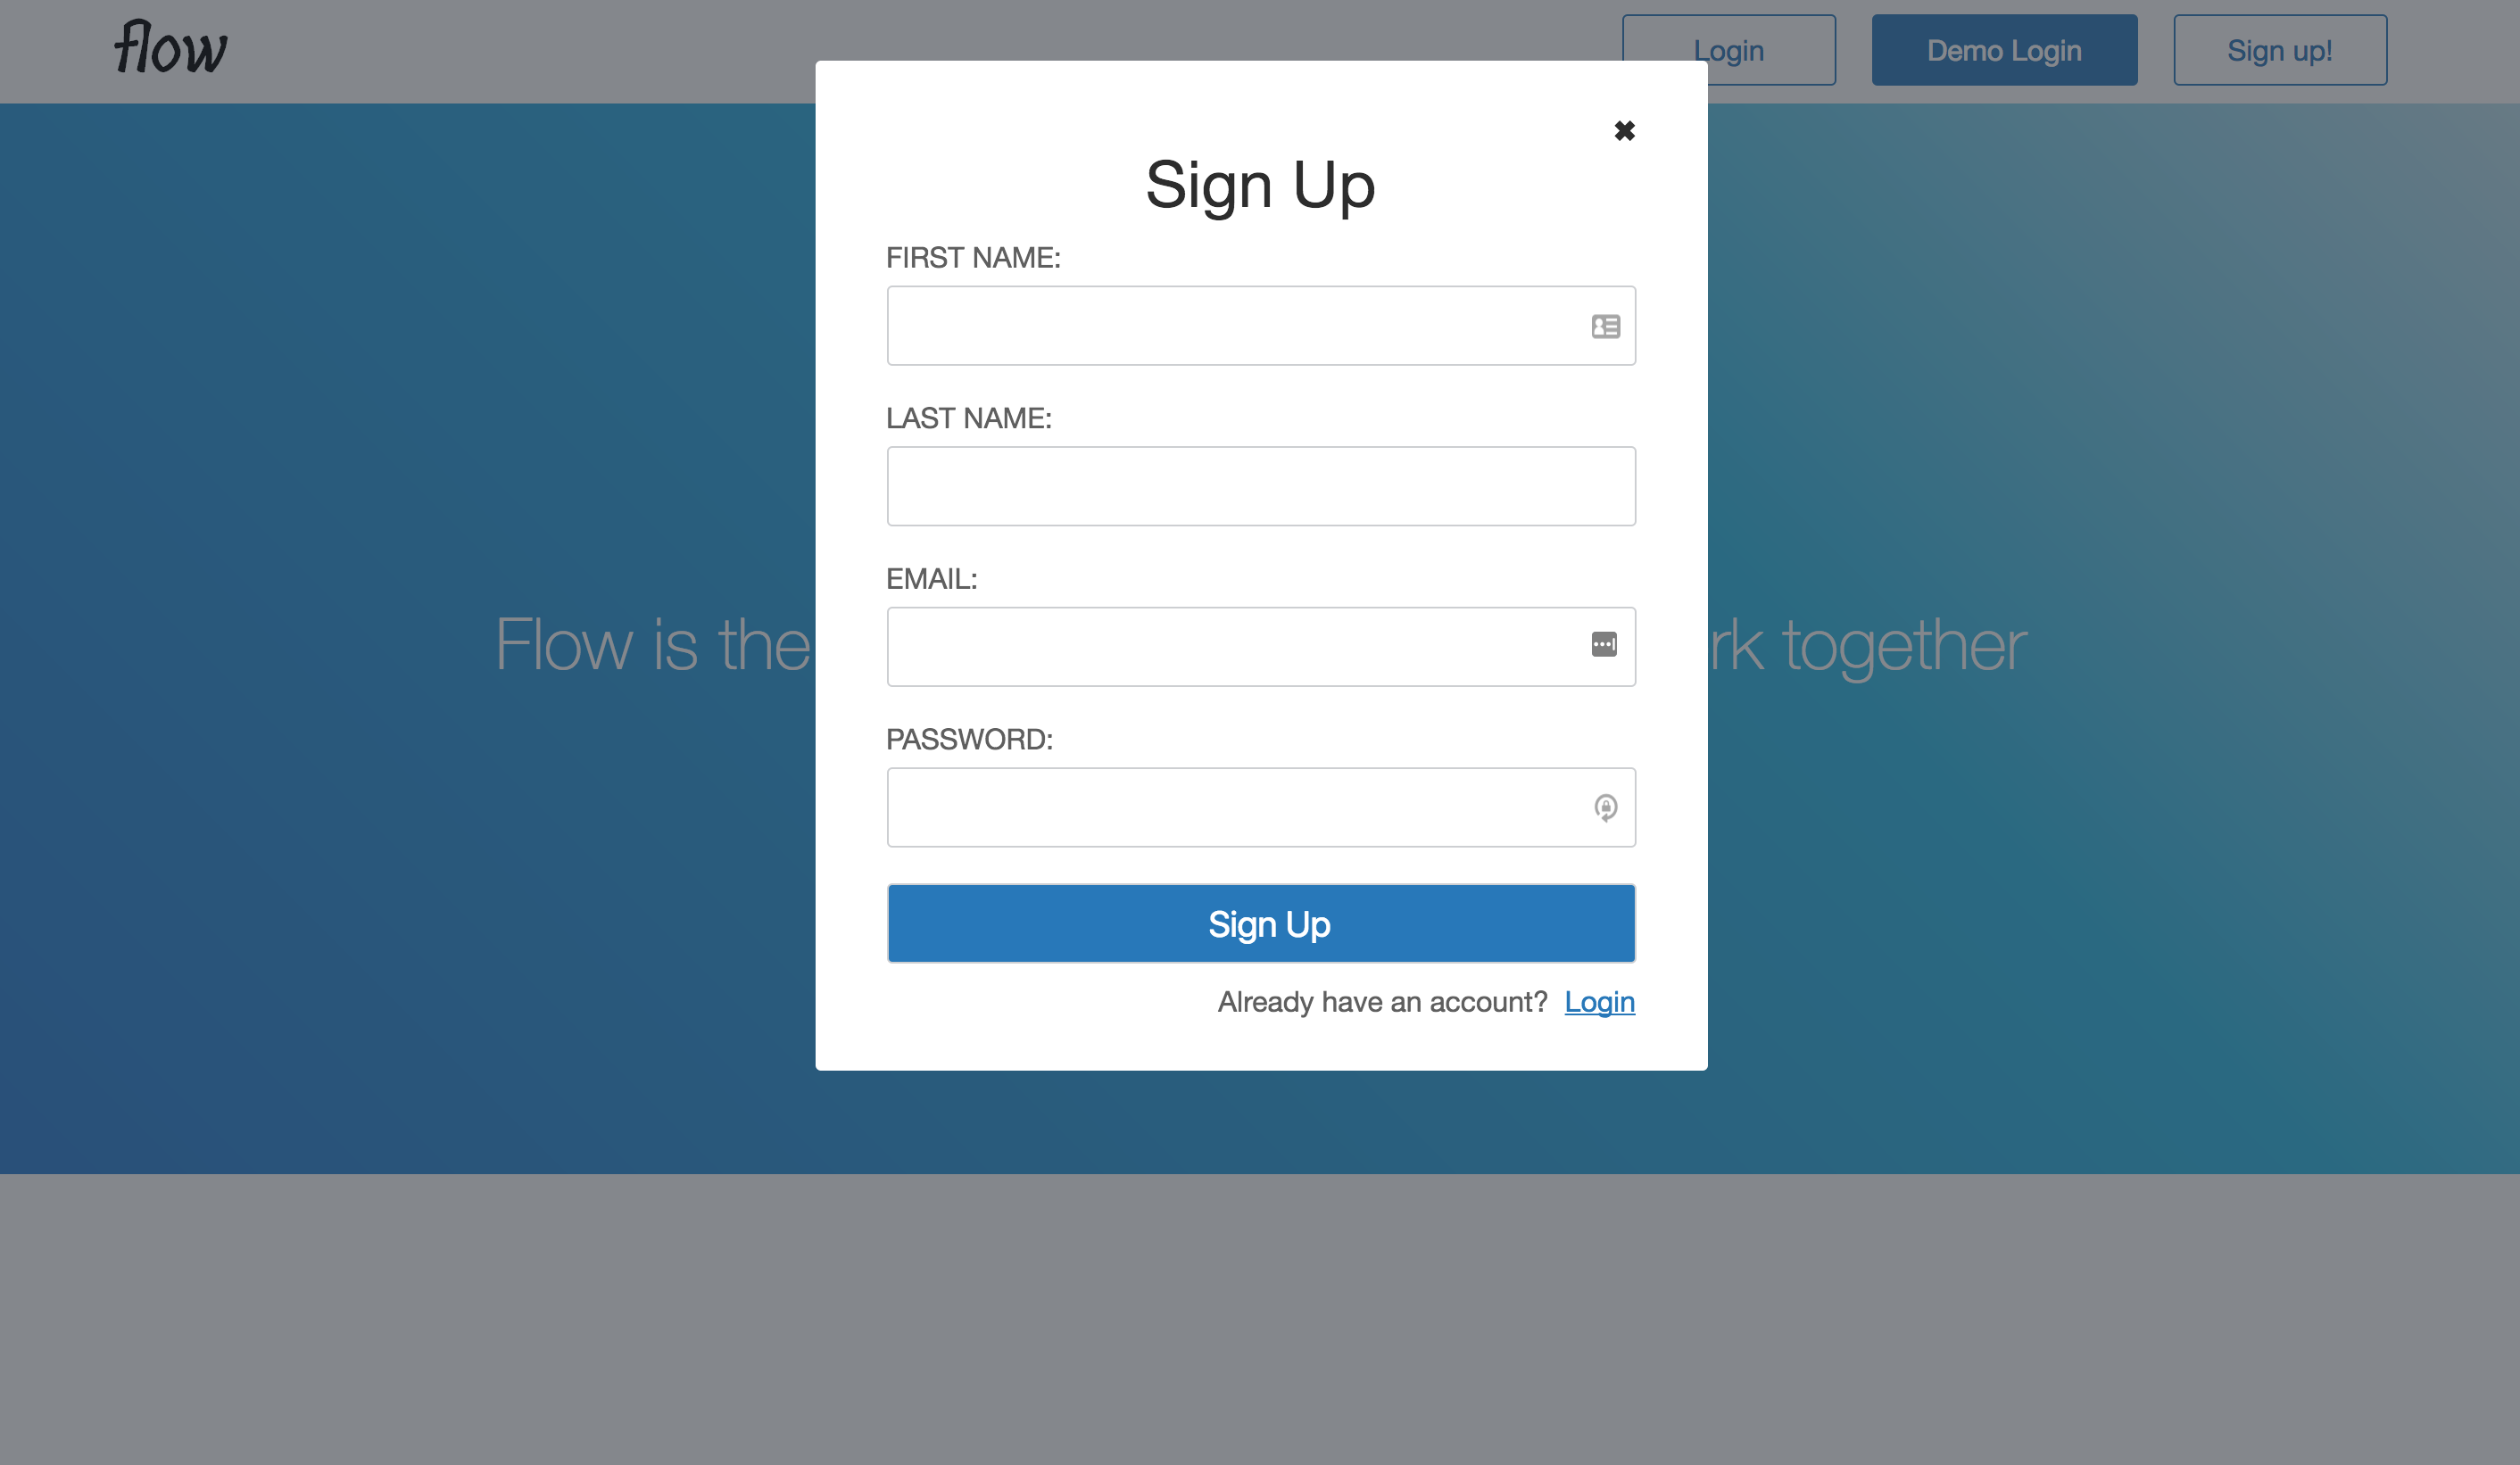 flow
Login
Demo Login
Sign up!
Sign Up
FIRST NAME:
LAST NAME:
EMAIL:
Flow is the
rk together
PASSWORD:
Sign Up
Already have an account? Login